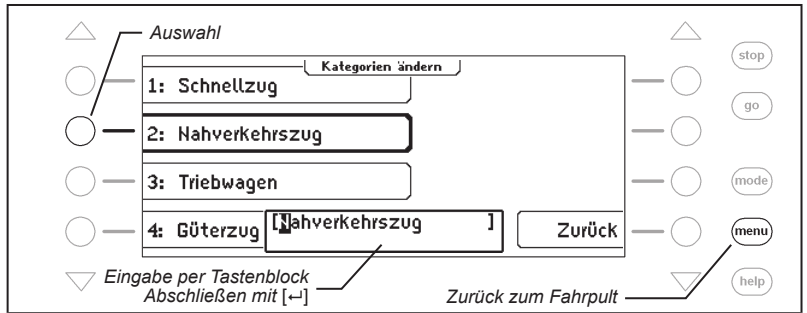 Auswahl
Kategorien ändern
stop
1: Schnellzug
go
2: Nahverkehrszug
3: Triebwagen
mode
4: Güterzug
[Nahverkehrszug ]
Zurück
menu
Eingabe per Tastenblock
Abschließen mit [↵]
Zurück zum Fahrpult
help